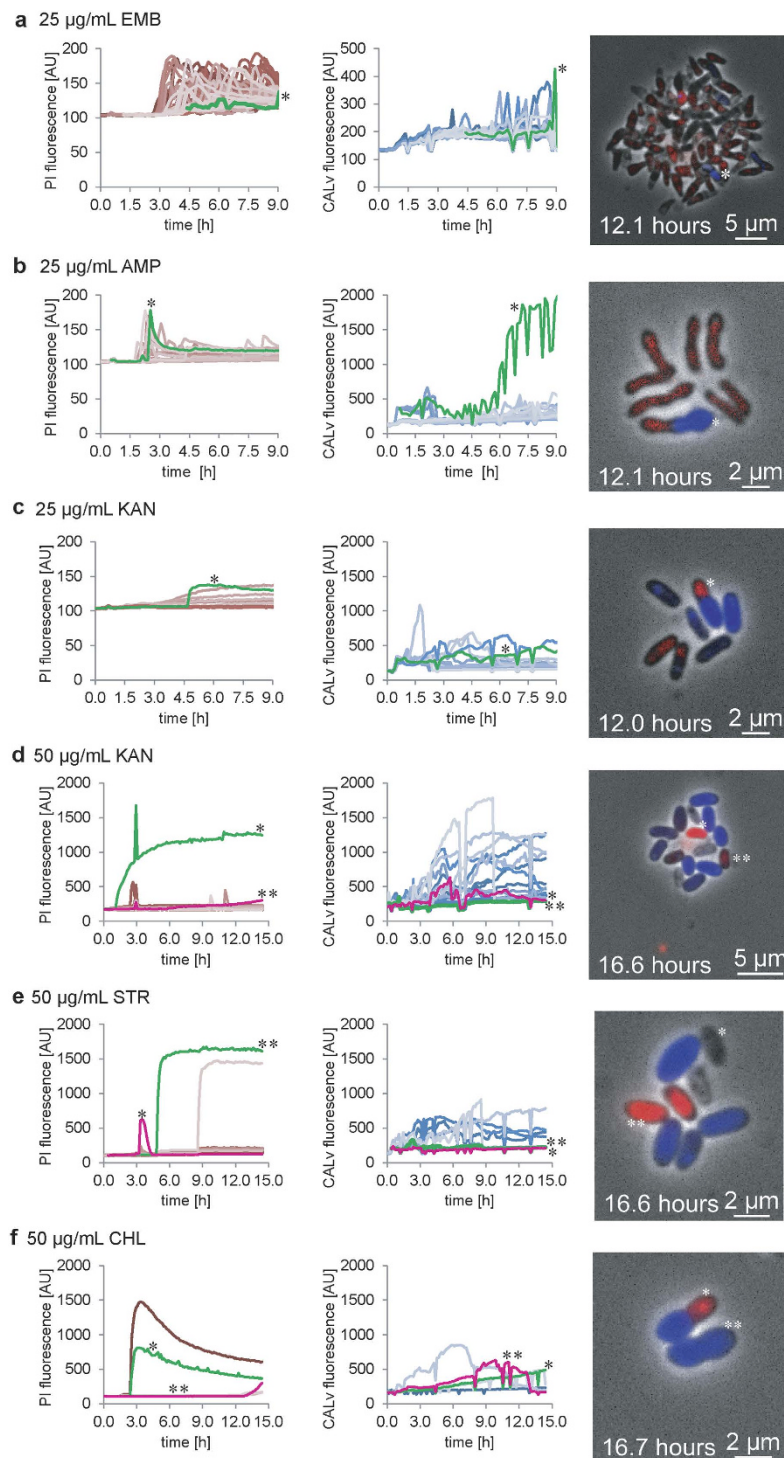 a 25 µg/mL EMB
PI fluorescence [AU]
200
150
100
50
0
0.0 1.5 3.0 4.5 6.0 7.5 9.0
time [h]
*
CALv fluorescence [AU]
500
400
300
200
100
0
0.0 1.5 3.0 4.5 6.0 7.5 9.0
time [h]
*
*
12.1 hours 5 µm
b 25 µg/mL AMP
PI fluorescence [AU]
200
150
100
50
0
0.0 1.5 3.0 4.5 6.0 7.5 9.0
time [h]
*
CALv fluorescence [AU]
2000
1500
1000
500
0
0.0 1.5 3.0 4.5 6.0 7.5 9.0
time [h]
*
*
12.1 hours 2 µm
c 25 µg/mL KAN
PI fluorescence [AU]
200
150
100
50
0
0.0 1.5 3.0 4.5 6.0 7.5 9.0
time [h]
*
CALv fluorescence [AU]
2000
1500
1000
500
0
0.0 1.5 3.0 4.5 6.0 7.5 9.0
time [h]
*
*
12.0 hours 2 µm
d 50 µg/mL KAN
PI fluorescence [AU]
2000
1500
1000
500
0
0.0 3.0 6.0 9.0 12.0 15.0
time [h]
*
**
CALv fluorescence [AU]
2000
1500
1000
500
0
0.0 3.0 6.0 9.0 12.0 15.0
time [h]
*
**
*
**
16.6 hours 5 µm
e 50 µg/mL STR
PI fluorescence [AU]
2000
1500
1000
500
0
0.0 3.0 6.0 9.0 12.0 15.0
time [h]
**
*
CALv fluorescence [AU]
2000
1500
1000
500
0
0.0 3.0 6.0 9.0 12.0 15.0
time [h]
**
*
*
**
16.6 hours 2 µm
f 50 µg/mL CHL
PI fluorescence [AU]
2000
1500
1000
500
0
0.0 3.0 6.0 9.0 12.0 15.0
time [h]
*
**
CALv fluorescence [AU]
2000
1500
1000
500
0
0.0 3.0 6.0 9.0 12.0 15.0
time [h]
**
*
*
**
16.7 hours 2 µm